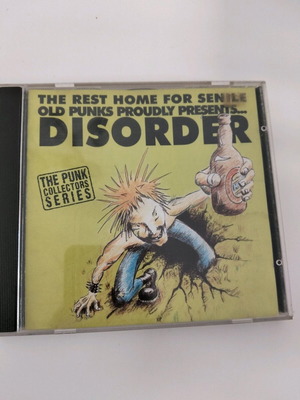 THE REST HOME FOR SENILE
OLD PUNKS PROUDLY PRESENTS...
DISORDER
THE PUNK
COLLECTORS
SERIES